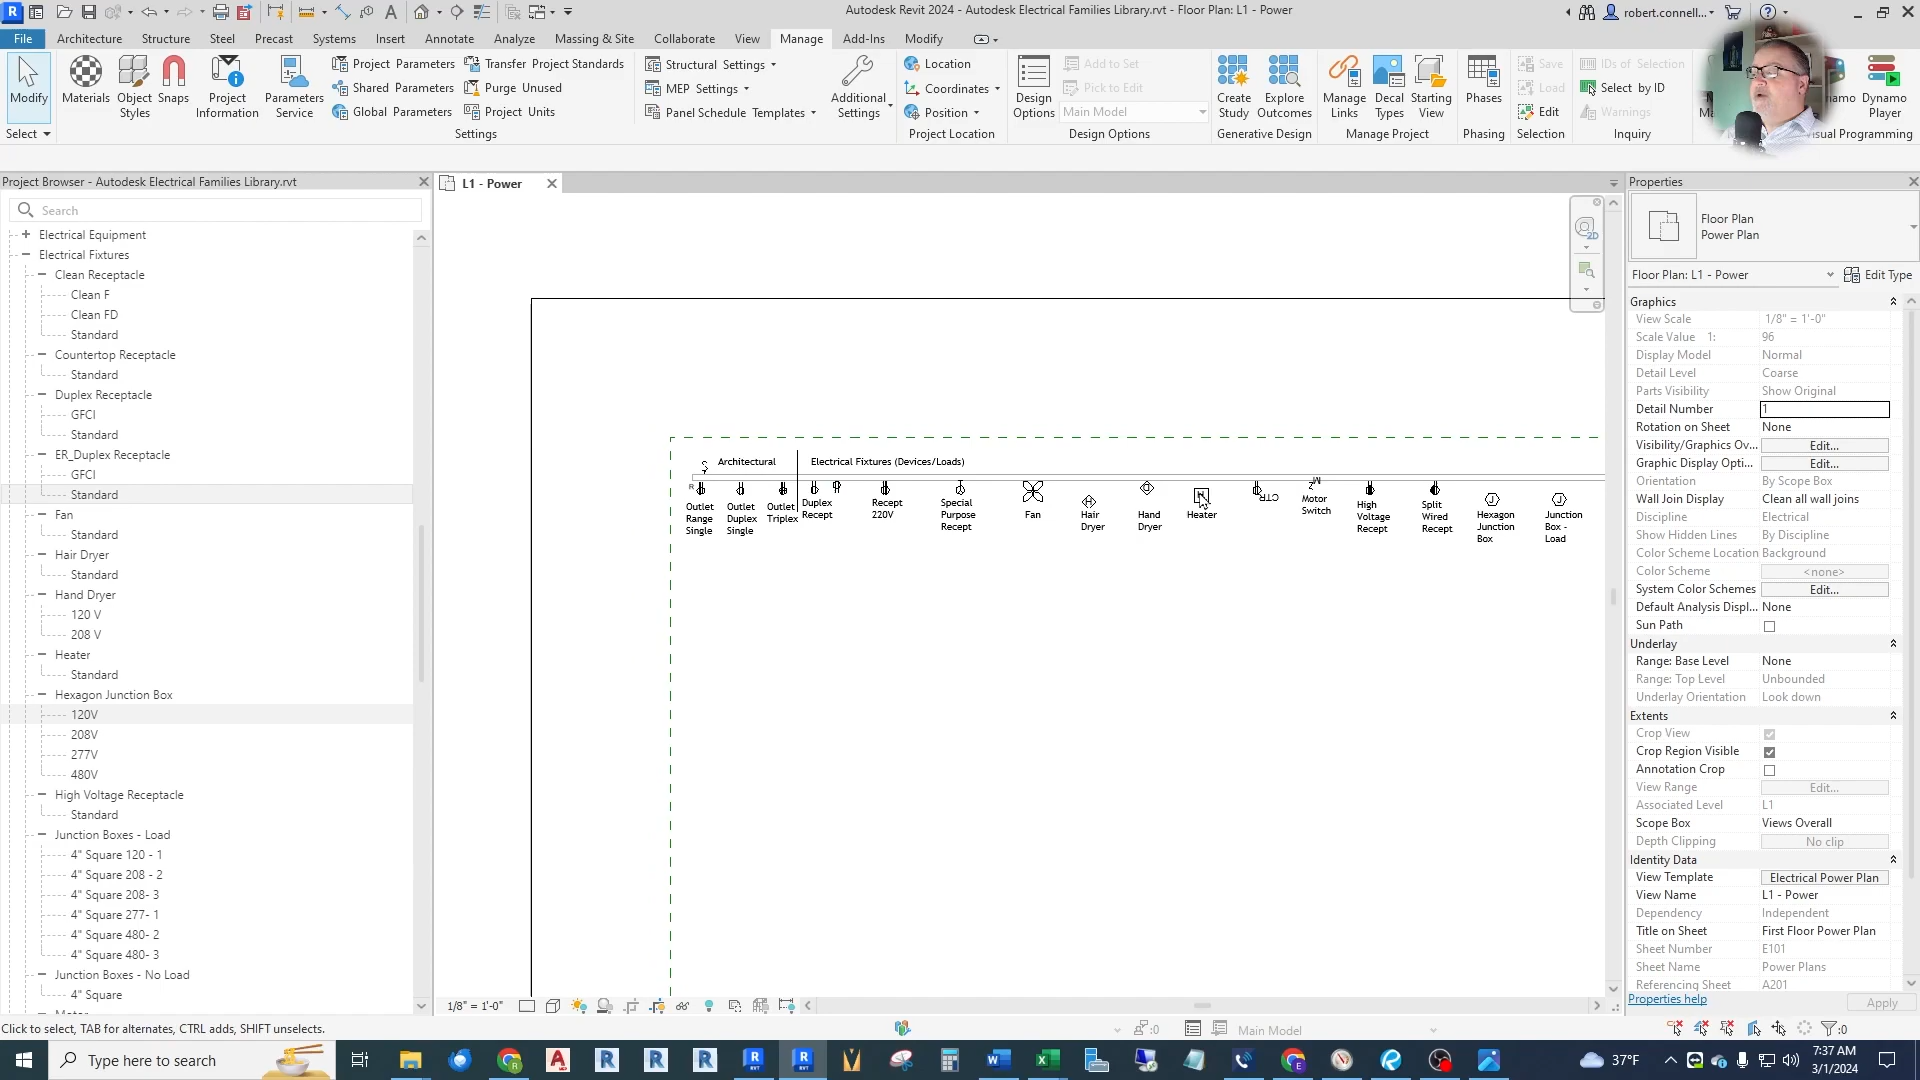 Autodesk Revit 2024 - Autodesk Electrical Families Library.rvt - Floor Plan: L1 - Power
robert.connell...
File Architecture Structure Steel Precast Systems Insert Annotate Analyze Massing & Site Collaborate View Manage Add-Ins Modify
Modify
Select
Materials
Object Styles
Snaps
Project Information
Parameters Service
Project Parameters
Shared Parameters
Global Parameters
Transfer Project Standards
Purge Unused
Project Units
Settings
Structural Settings
MEP Settings
Panel Schedule Templates
Additional Settings
Location
Coordinates
Position
Project Location
Design Options
Add to Set
Pick to Edit
Main Model
Design Options
Create Study
Explore Outcomes
Generative Design
Manage Links
Decal Types
Starting View
Manage Project
Phases
Phasing
Save
Load
Edit
Selection
IDs of Selection
Select by ID
Warnings
Inquiry
Dynamo Player
Project Browser - Autodesk Electrical Families Library.rvt
Search
Electrical Equipment
Electrical Fixtures
Clean Receptacle
Clean F
Clean FD
Standard
Countertop Receptacle
Standard
Duplex Receptacle
GFCI
Standard
ER_Duplex Receptacle
GFCI
Standard
Fan
Standard
Hair Dryer
Standard
Hand Dryer
120 V
208 V
Heater
Standard
Hexagon Junction Box
120V
208V
277V
480V
High Voltage Receptacle
Standard
Junction Boxes - Load
4" Square 120 - 1
4" Square 208 - 2
4" Square 208- 3
4" Square 277- 1
4" Square 480- 2
4" Square 480- 3
Junction Boxes - No Load
4" Square
L1 - Power
Architectural
Electrical Fixtures (Devices/Loads)
Outlet Range Single
Outlet Duplex Single
Outlet Triplex
Duplex Recept
Recept 220V
Special Purpose Recept
Fan
Hair Dryer
Hand Dryer
Heater
CTR
Motor Switch
High Voltage Recept
Split Wired Recept
Hexagon Junction Box
Junction Box - Load
2D
1/8" = 1'-0"
Properties
Floor Plan
Power Plan
Floor Plan: L1 - Power
Edit Type
Graphics
View Scale 1/8" = 1'-0"
Scale Value 1: 96
Display Model Normal
Detail Level Coarse
Parts Visibility Show Original
Detail Number 1
Rotation on Sheet None
Visibility/Graphics Ov... Edit...
Graphic Display Opti... Edit...
Orientation By Scope Box
Wall Join Display Clean all wall joins
Discipline Electrical
Show Hidden Lines By Discipline
Color Scheme Location Background
Color Scheme <none>
System Color Schemes Edit...
Default Analysis Displ... None
Sun Path
Underlay
Range: Base Level None
Range: Top Level Unbounded
Underlay Orientation Look down
Extents
Crop View
Crop Region Visible
Annotation Crop
View Range Edit...
Associated Level L1
Scope Box Views Overall
Depth Clipping No clip
Identity Data
View Template Electrical Power Plan
View Name L1 - Power
Dependency Independent
Title on Sheet First Floor Power Plan
Sheet Number E101
Sheet Name Power Plans
Referencing Sheet A201
Properties help
Apply
Click to select, TAB for alternates, CTRL adds, SHIFT unselects.
:0
Main Model
:0
Type here to search
37°F
7:37 AM
3/1/2024